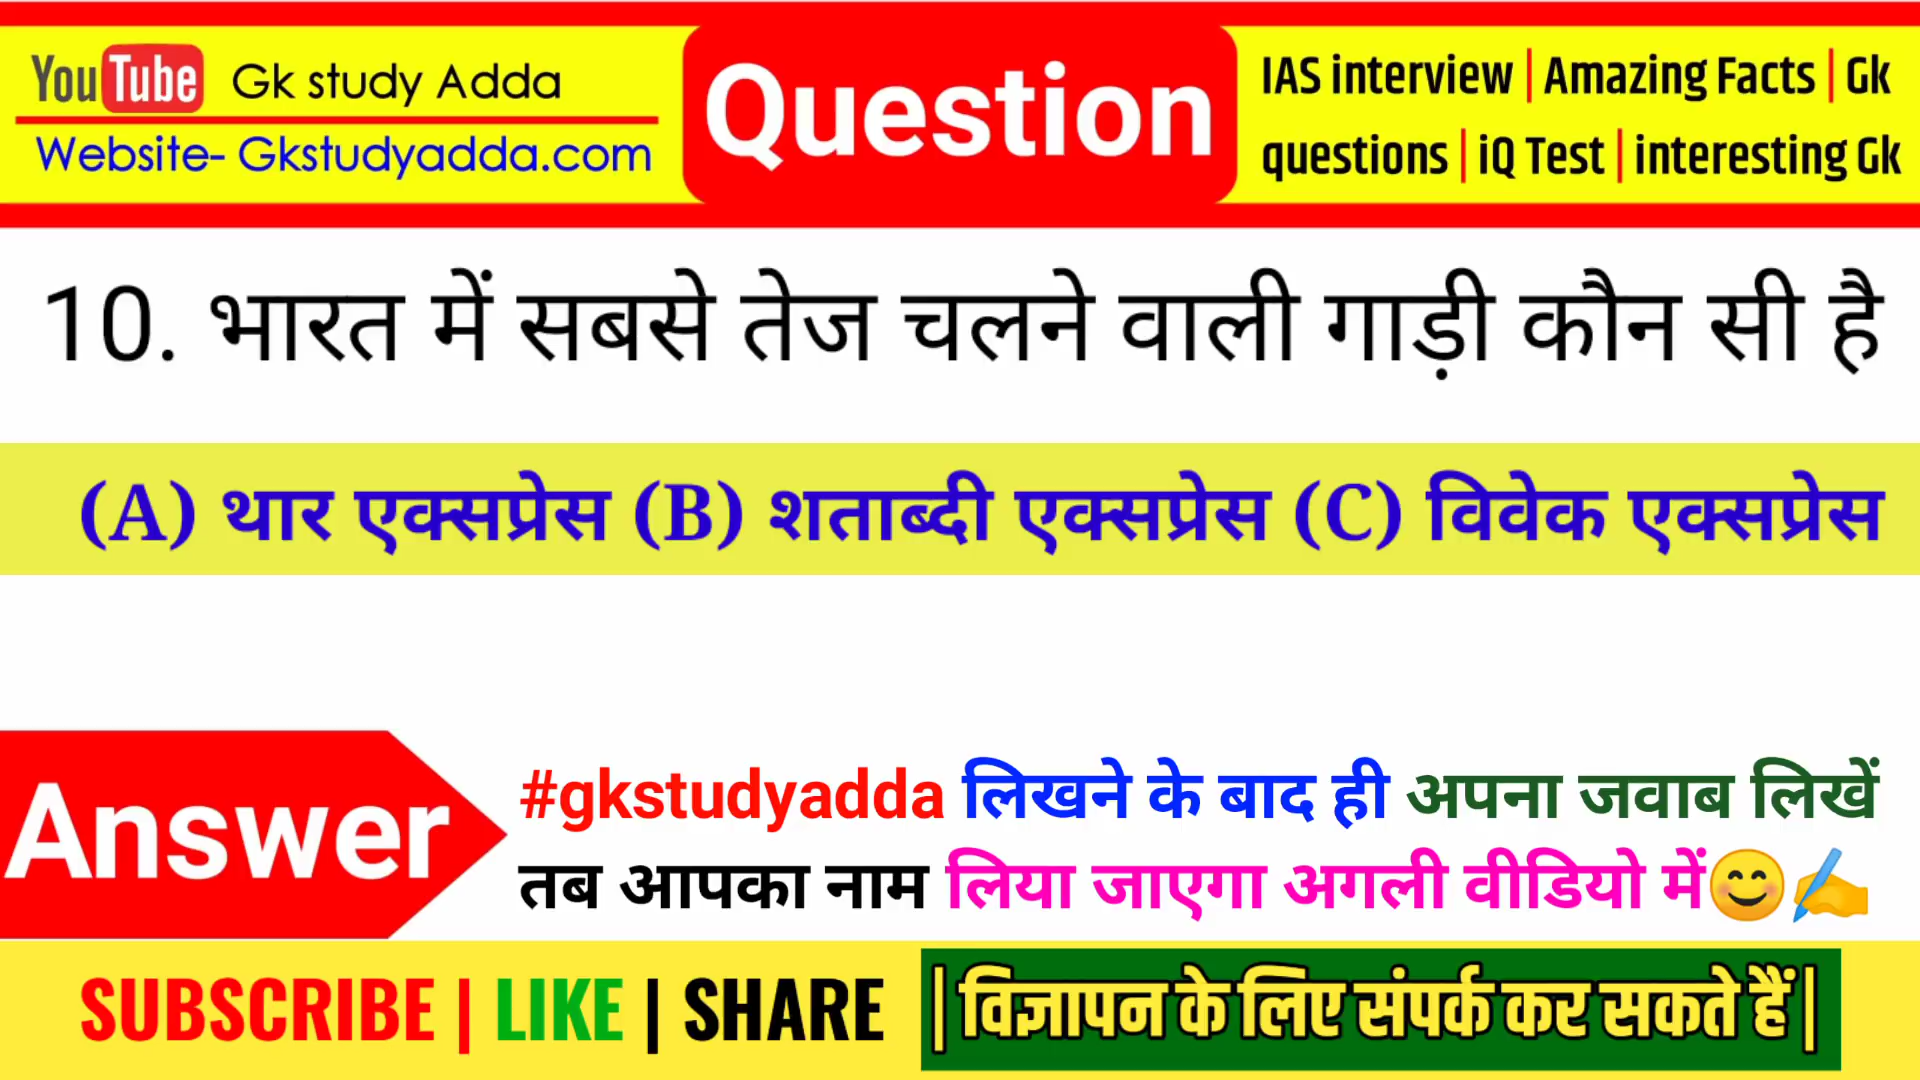 YouTube Gk study Adda
Website- Gkstudyadda.com
Question
IAS interview | Amazing Facts | Gk
questions | iQ Test | interesting Gk
10. भारत में सबसे तेज चलने वाली गाड़ी कौन सी है
(A) थार एक्सप्रेस (B) शताब्दी एक्सप्रेस (C) विवेक एक्सप्रेस
Answer
#gkstudyadda लिखने के बाद ही अपना जवाब लिखें
तब आपका नाम लिया जाएगा अगली वीडियो में😊✍️
SUBSCRIBE | LIKE | SHARE
| विज्ञापन के लिए संपर्क कर सकते हैं |